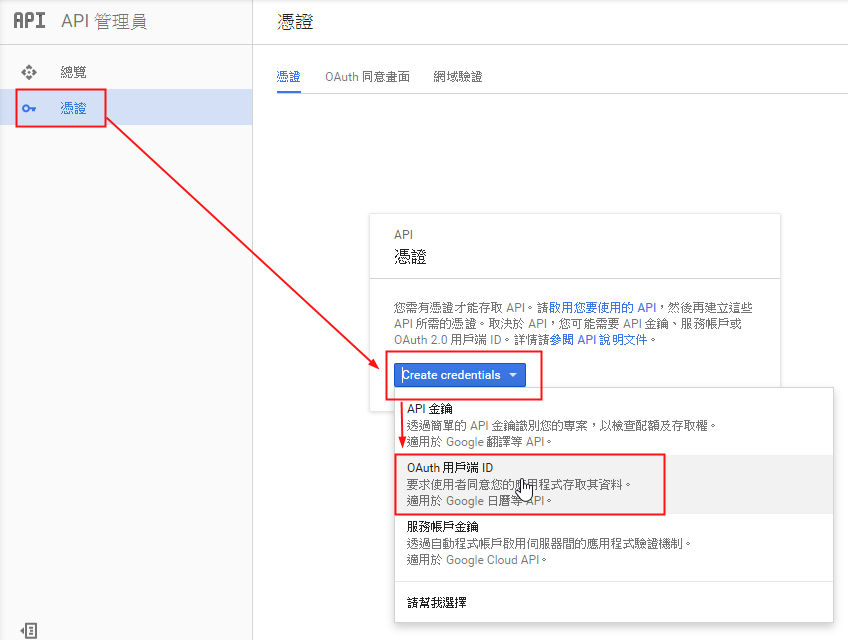 API API 管理員
憑證
總覽
憑證
憑證 OAuth 同意畫面 網域驗證
API
憑證
您需有憑證才能存取 API。請啟用您要使用的 API，然後再建立這些
API 所需的憑證。取決於 API，您可能需要 API 金鑰、服務帳戶或
OAuth 2.0 用戶端 ID。詳情請參閱 API 說明文件。
Create credentials
API 金鑰
透過簡單的 API 金鑰識別您的專案，以檢查配額及存取權。
適用於 Google 翻譯等 API。
OAuth 用戶端 ID
要求使用者同意您的應用程式存取其資料。
適用於 Google 日曆等 API。
服務帳戶金鑰
透過自動程式帳戶啟用伺服器間的應用程式驗證機制。
適用於 Google Cloud API。
請幫我選擇